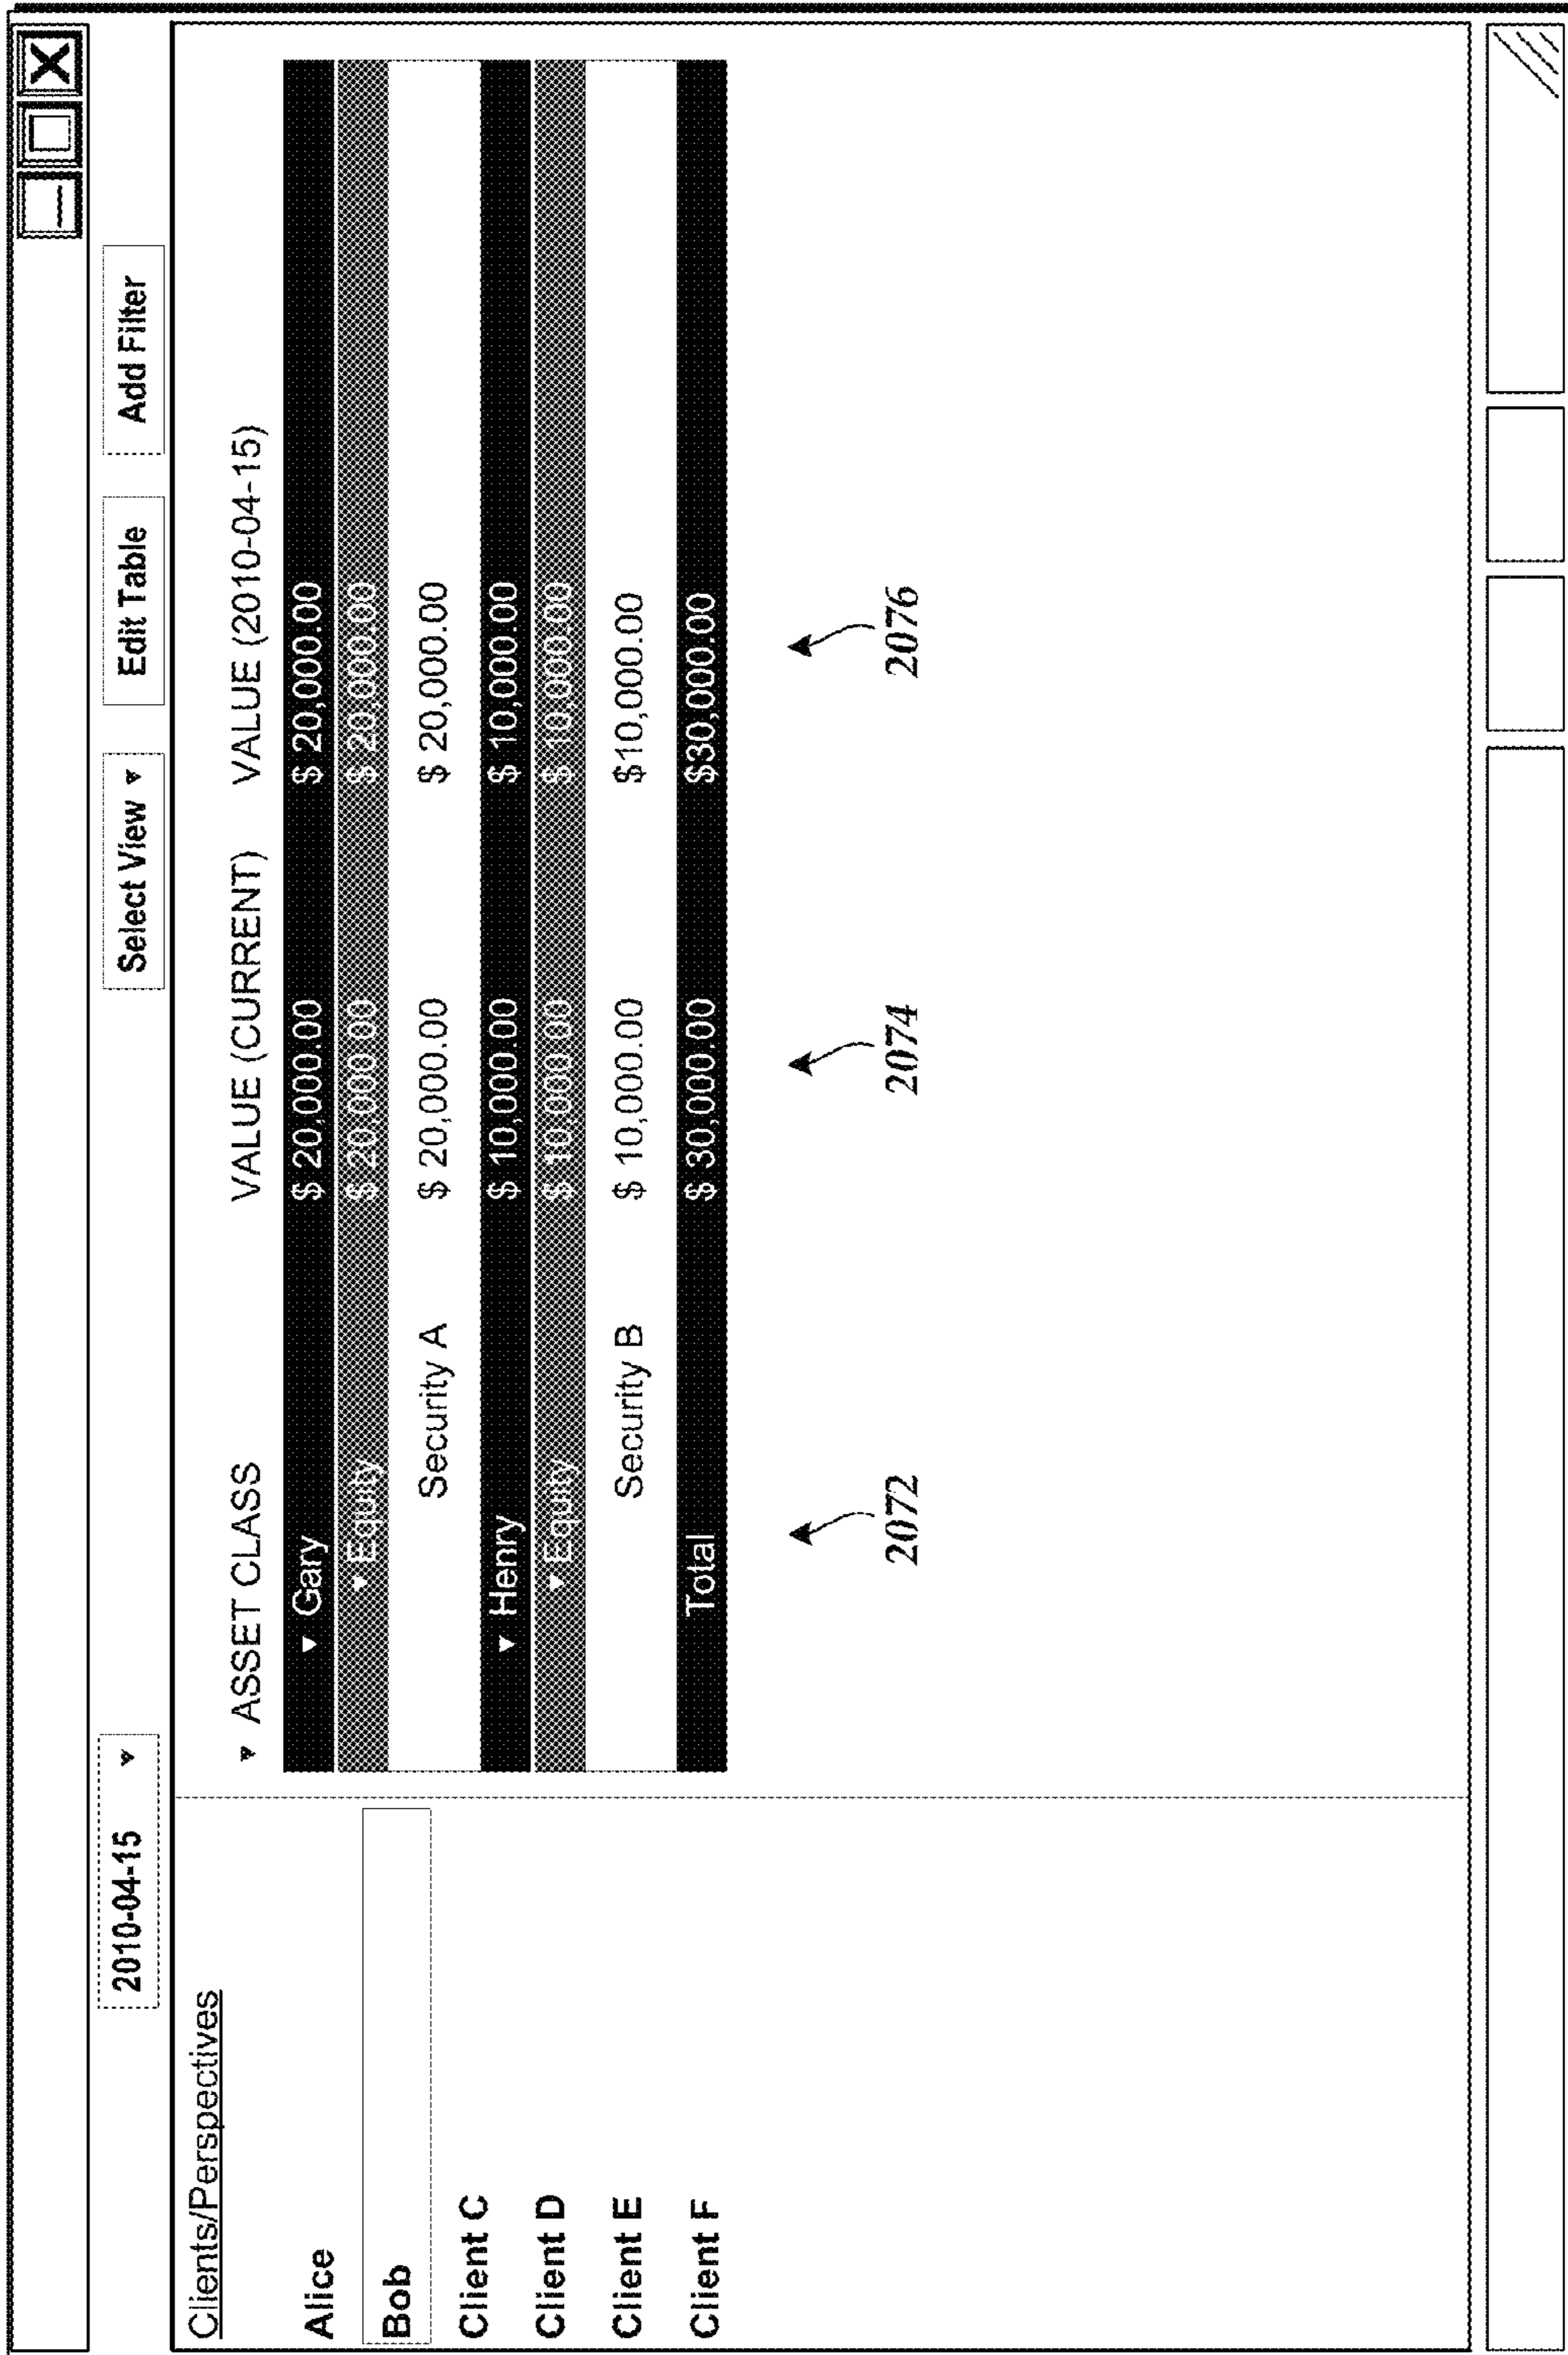 2010-04-15 ▼ Select View ▼ Edit Table Add Filter
Clients/Perspectives
Alice
Bob
Client C
Client D
Client E
Client F
▼ ASSET CLASS VALUE (CURRENT) VALUE (2010-04-15)
▼ Gary $ 20,000.00 $ 20,000.00
▼ Equity $ 20,000.00 $ 20,000.00
Security A $ 20,000.00 $ 20,000.00
▼ Henry $ 10,000.00 $ 10,000.00
▼ Equity $ 10,000.00 $ 10,000.00
Security B $ 10,000.00 $10,000.00
Total $ 30,000.00 $30,000.00
2072 2074 2076